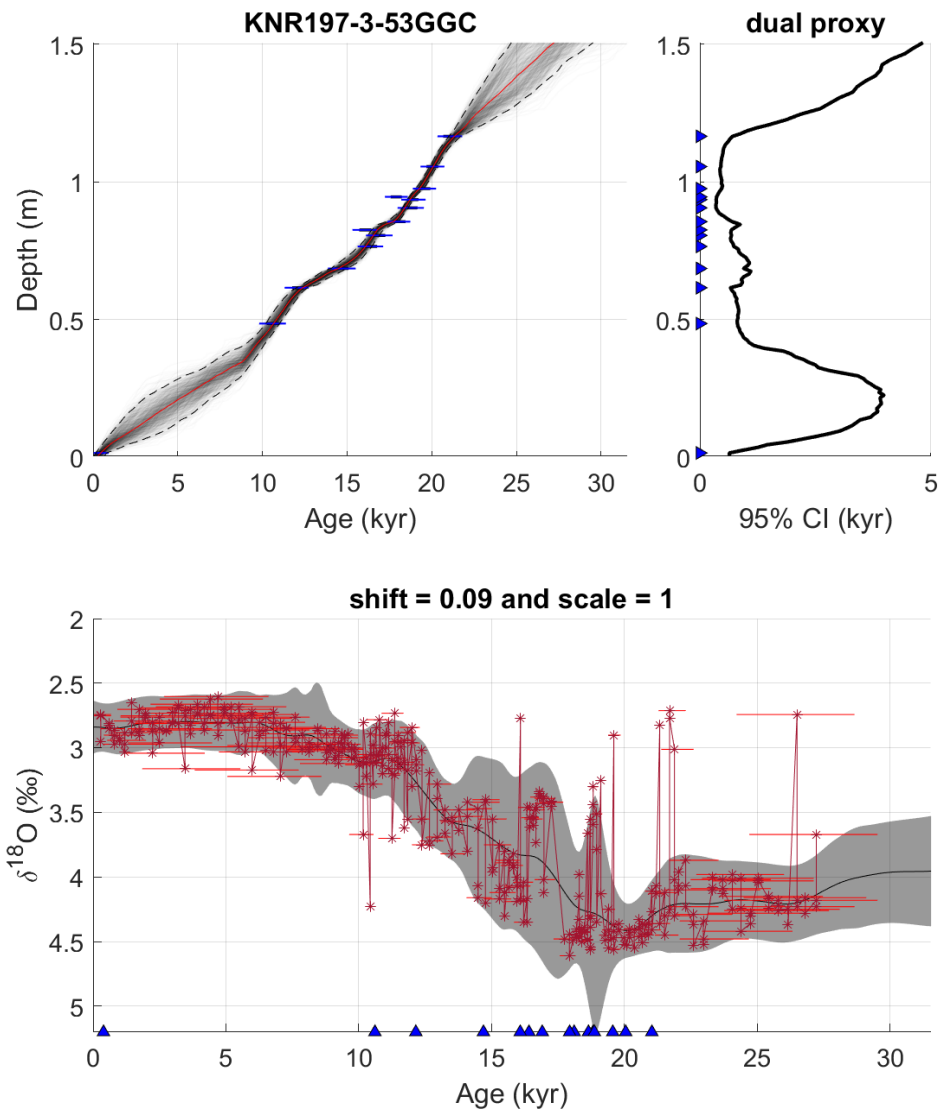 KNR197-3-53GGC
dual proxy
1.5
1
0.5
0
Depth (m)
0 5 10 15 20 25 30
Age (kyr)
1.5
1
0.5
0
0 5
95% CI (kyr)
shift = 0.09 and scale = 1
2
2.5
3
3.5
4
4.5
5
δ¹⁸O (‰)
0 5 10 15 20 25 30
Age (kyr)